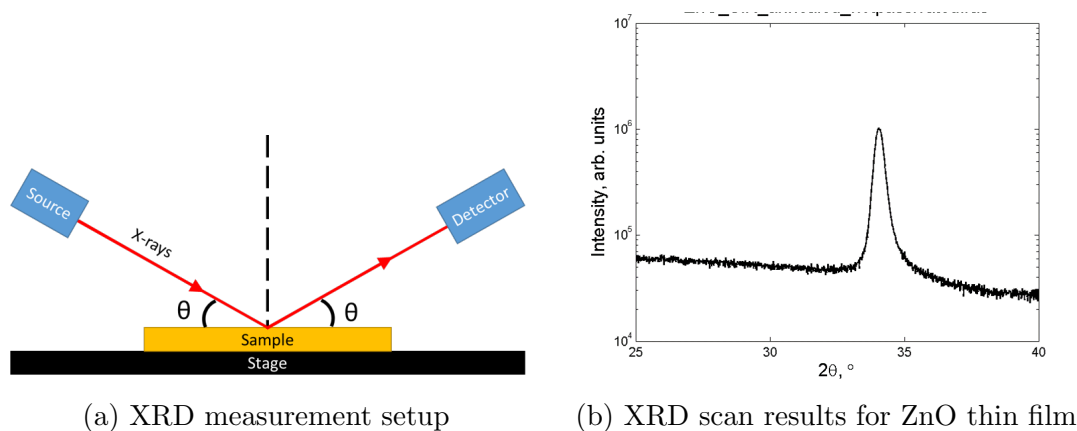 Source
X-rays
Detector
θ
θ
Sample
Stage
(a) XRD measurement setup
10⁷
10⁶
10⁵
10⁴
Intensity, arb. units
25
30
35
40
2θ, °
(b) XRD scan results for ZnO thin film